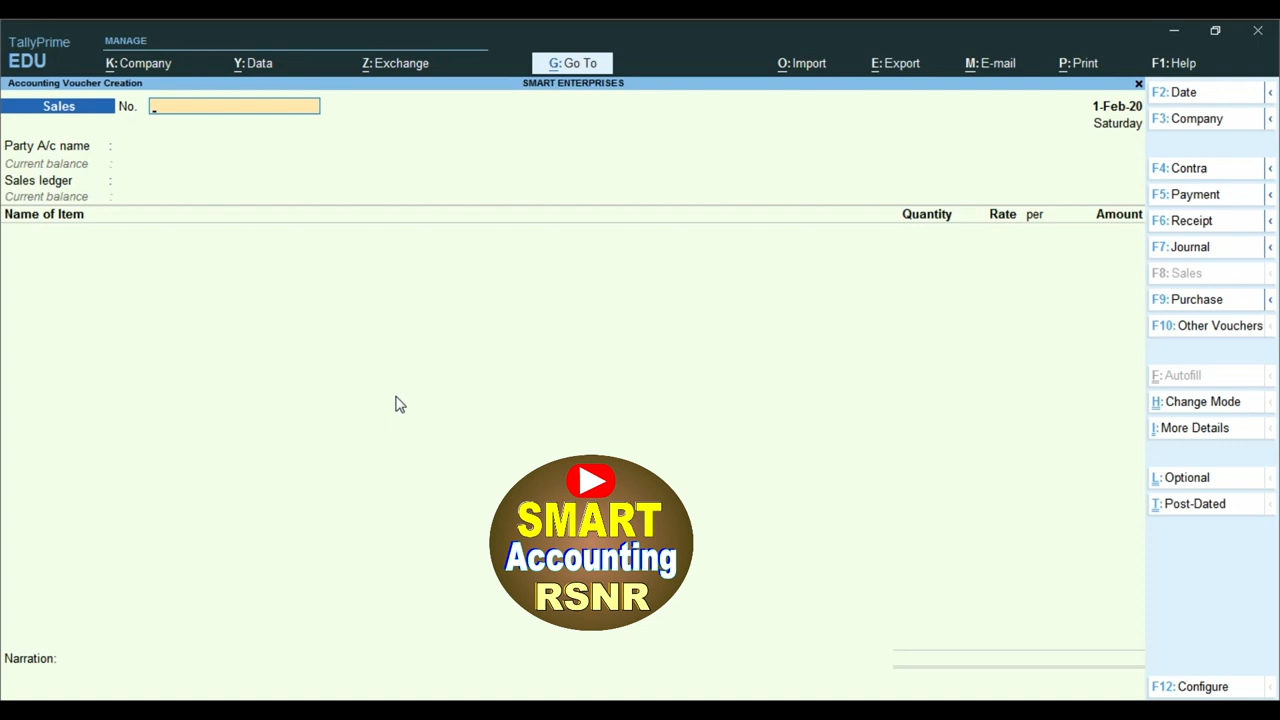 TallyPrime
EDU
MANAGE
K: Company
Y: Data
Z: Exchange
G: Go To
O: Import
E: Export
M: E-mail
P: Print
F1: Help
Accounting Voucher Creation
SMART ENTERPRISES
Sales No.
1-Feb-20
Saturday
Party A/c name :
Current balance :
Sales ledger :
Current balance :
Name of Item Quantity Rate per Amount
SMART
Accounting
RSNR
Narration:
F2: Date
F3: Company
F4: Contra
F5: Payment
F6: Receipt
F7: Journal
F8: Sales
F9: Purchase
F10: Other Vouchers
F: Autofill
H: Change Mode
I: More Details
L: Optional
T: Post-Dated
F12: Configure